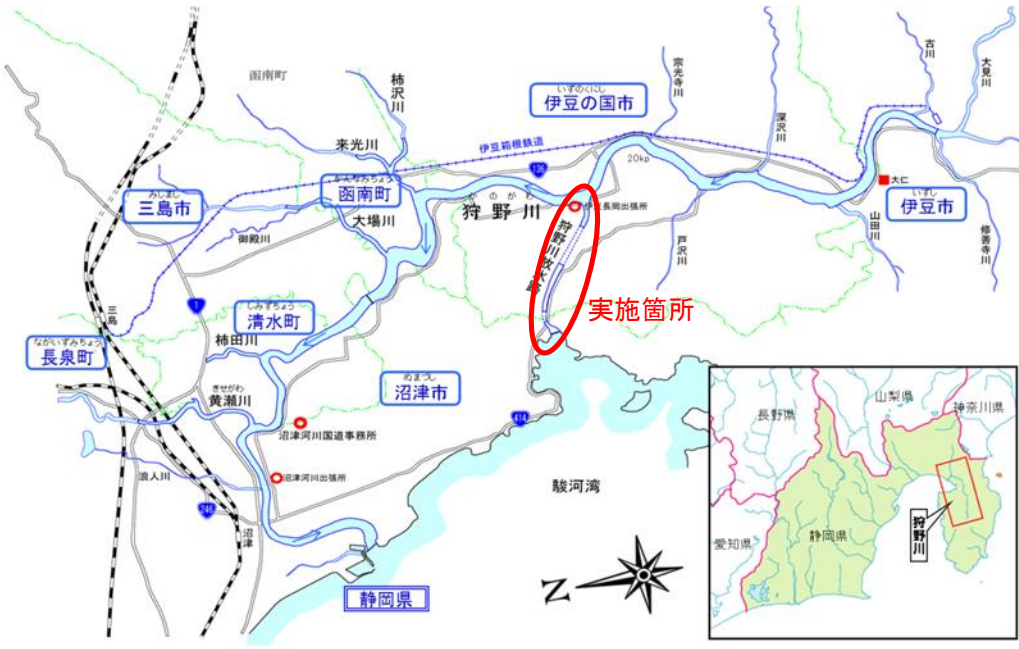 函南町
柿沢川
来光川
伊豆箱根鉄道
136
いずのくにし
伊豆の国市
宗光寺川
深沢川
古川
大見川
20kp
大仁
いずし
伊豆市
山田川
修善寺川
戸沢川
みしまし
三島市
かんなみちょう
函南町
大場川
御殿川
かのがわ
狩野川
伊豆長岡出張所
狩野川放水路
実施箇所
1
三島
しみずちょう
清水町
柿田川
ながいずみちょう
長泉町
きせがわ
黄瀬川
ぬまづし
沼津市
414
沼津河川国道事務所
沼津河川出張所
浪人川
246
沼津
駿河湾
静岡県
Z
長野県
山梨県
神奈川県
愛知県
静岡県
狩野川